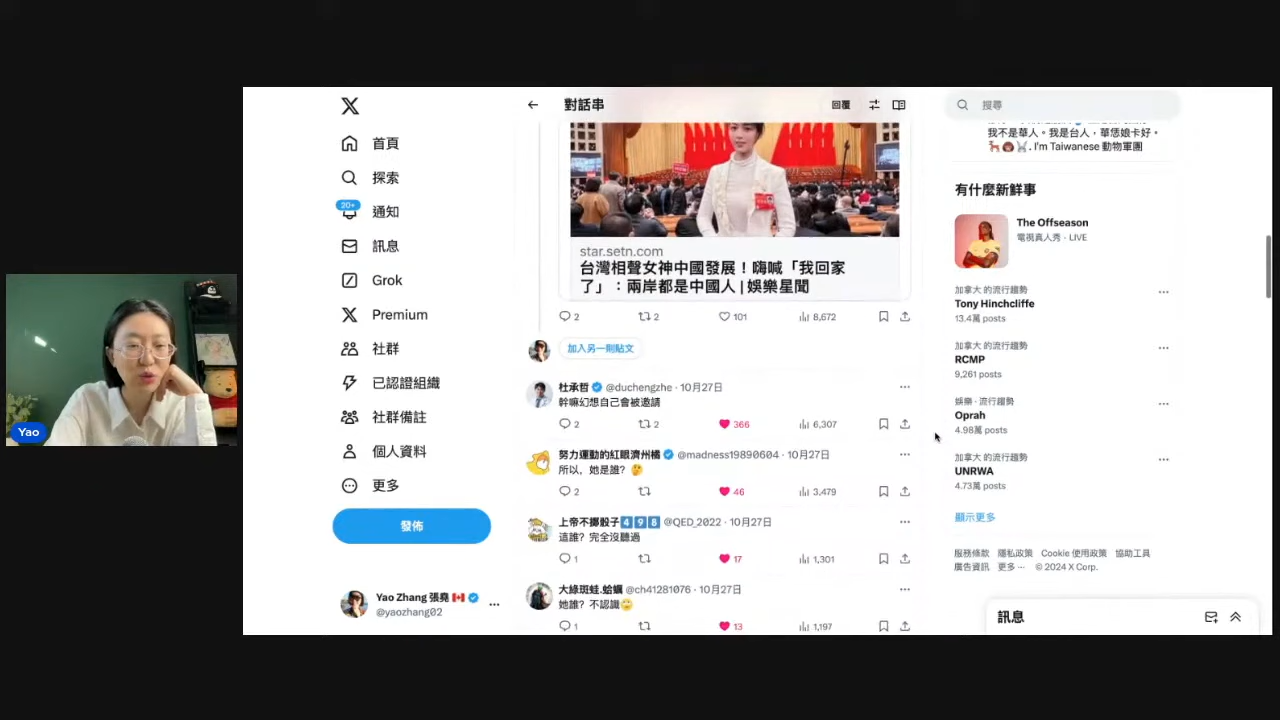 Yao
首頁
探索
20+
通知
訊息
Grok
Premium
社群
已認證組織
社群備註
個人資料
更多
發佈
Yao Zhang 張堯
@yaozhang02
對話串
回覆
star.setn.com
台灣相聲女神中國發展！嗨喊「我回家
了」：兩岸都是中國人 | 娛樂星聞
2 2 101 8,672
加入另一則貼文
杜承哲 @duchengzhe · 10月27日
幹嘛幻想自己會被邀請
2 2 366 6,307
努力運動的紅眼濟州橘 @madness19890604 · 10月27日
所以，她是誰？
2 46 3,479
上帝不擲骰子498 @QED_2022 · 10月27日
這誰？完全沒聽過
1 17 1,301
大綠斑蛙.蛤蠣 @ch41281076 · 10月27日
她誰？不認識
1 13 1,197
搜尋
我不是華人。我是台人，華恁娘卡好。
. I'm Taiwanese 動物軍團
有什麼新鮮事
The Offseason
電視真人秀 · LIVE
加拿大 的流行趨勢
Tony Hinchcliffe
13.4萬 posts
加拿大 的流行趨勢
RCMP
9,261 posts
娛樂 · 流行趨勢
Oprah
4.98萬 posts
加拿大 的流行趨勢
UNRWA
4.73萬 posts
顯示更多
服務條款 隱私政策 Cookie 使用政策 協助工具
廣告資訊 更多 ··· © 2024 X Corp.
訊息